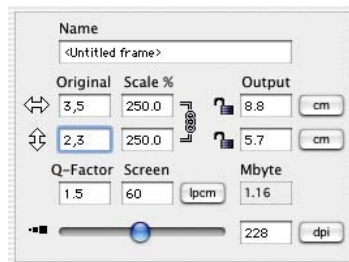 Name
<Untitled frame>
Original Scale % Output
3,5 250.0 8.8 cm
2,3 250.0 5.7 cm
Q-Factor Screen Mbyte
1.5 60 lpcm 1.16
228 dpi